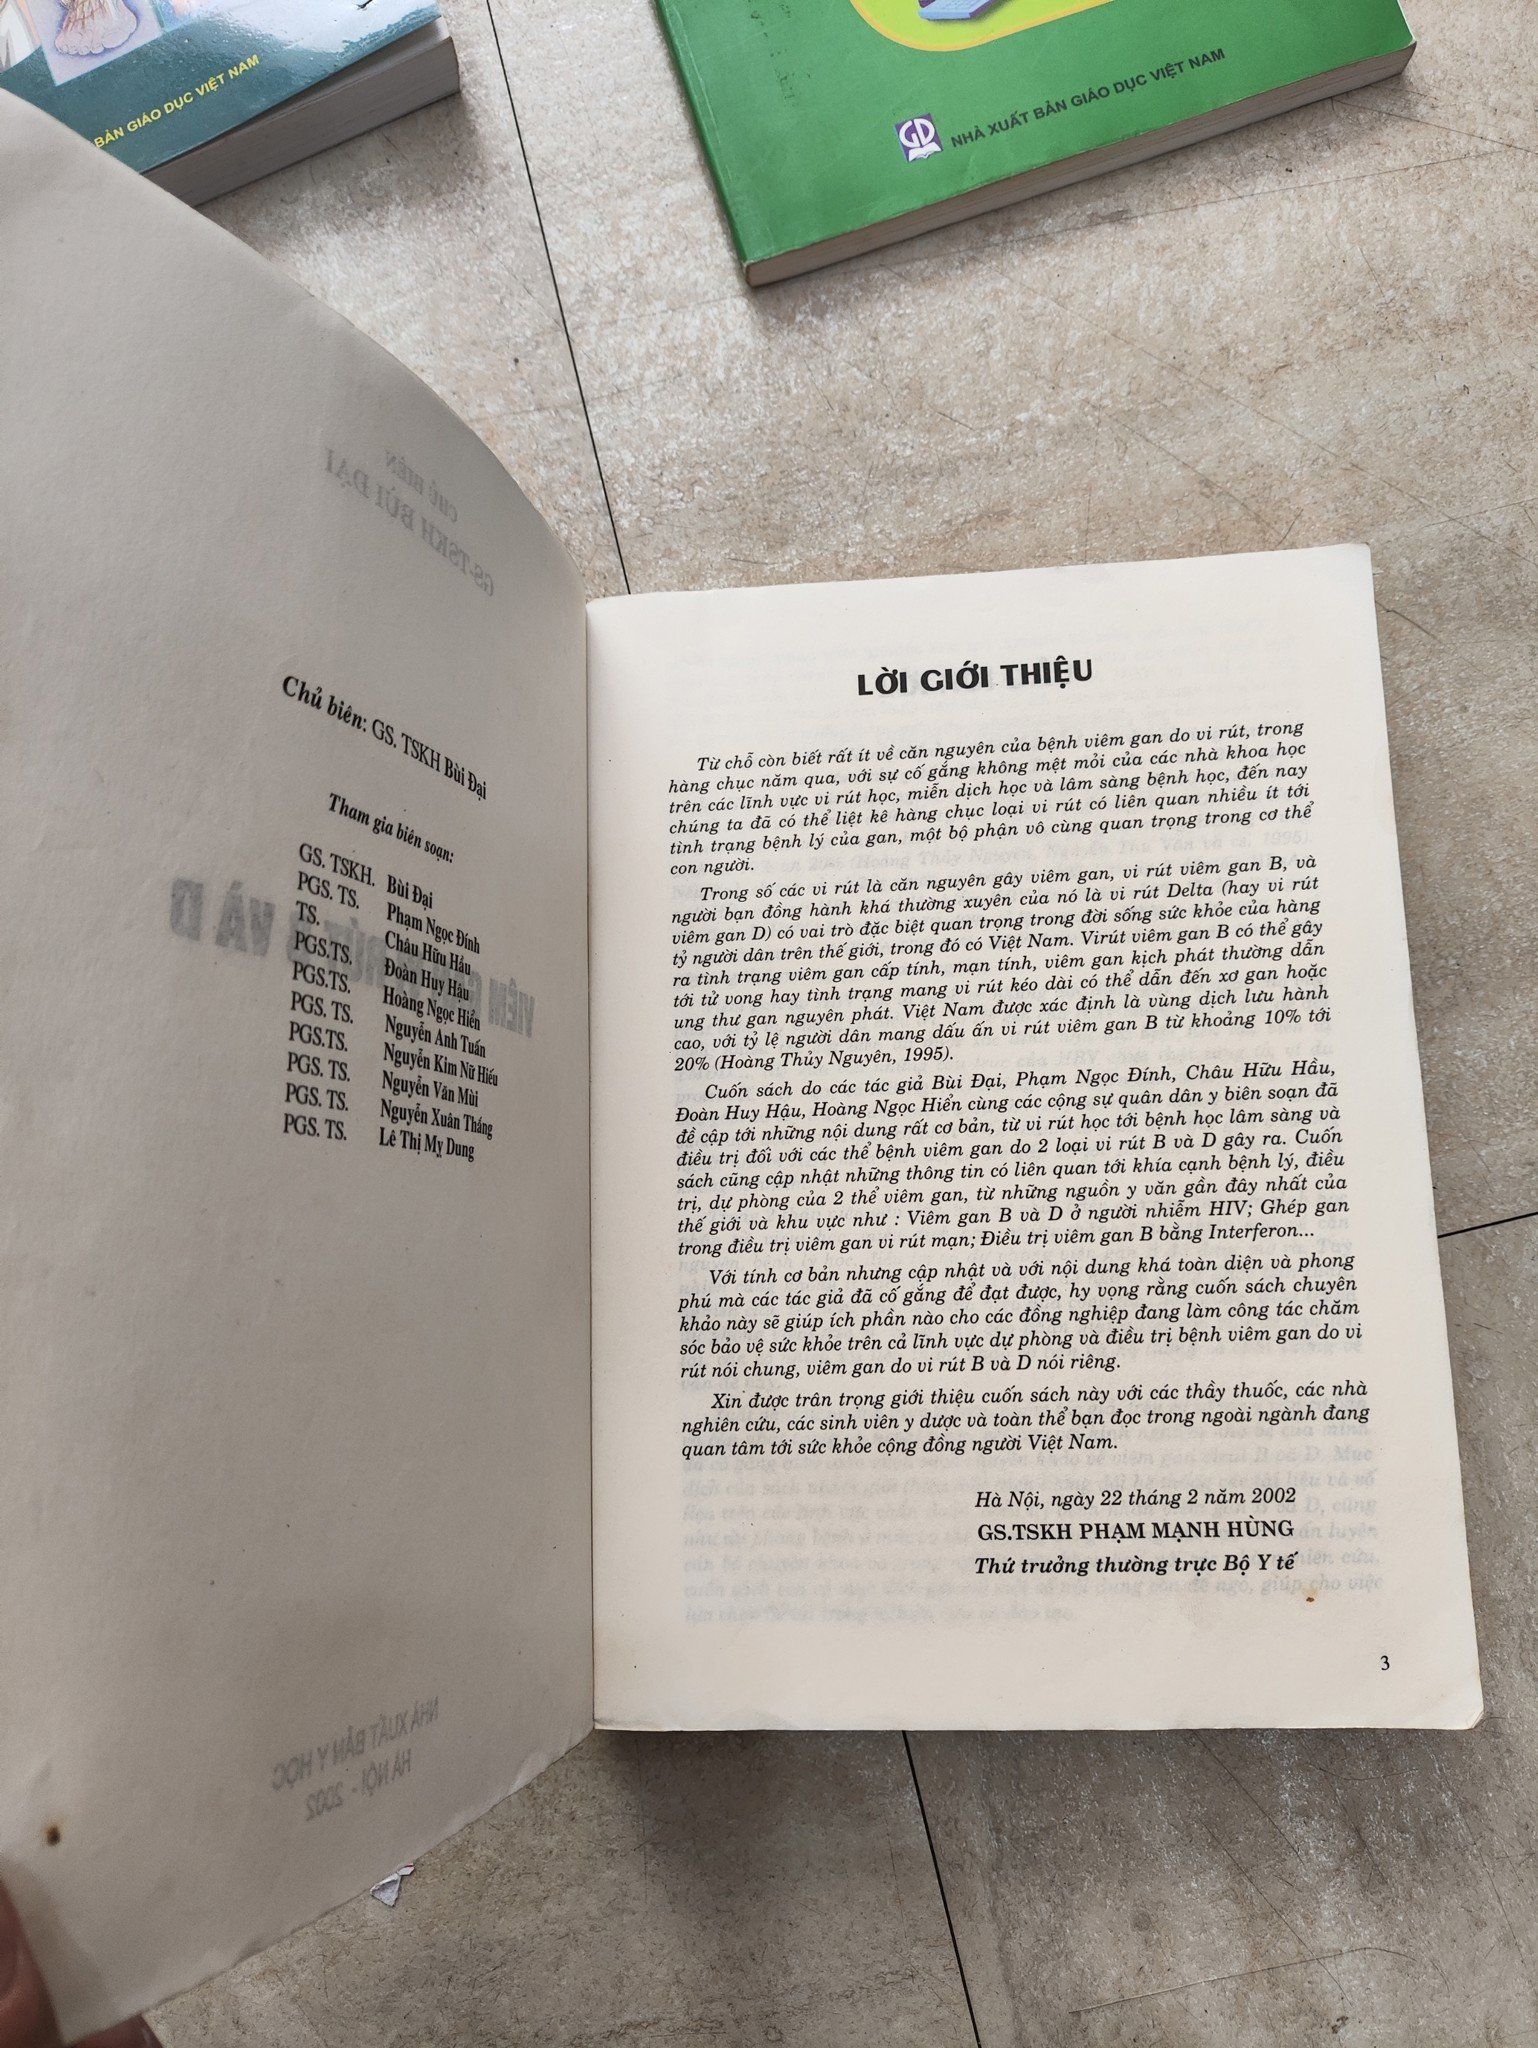 BẢN GIÁO DỤC VIỆT NAM
GD
NHÀ XUẤT BẢN GIÁO DỤC VIỆT NAM
CHỦ BIÊN
GS.TSKH BÙI ĐẠI
Chủ biên: GS. TSKH Bùi Đại
Tham gia biên soạn:
GS. TSKH. Bùi Đại
PGS. TS. Phạm Ngọc Đính
TS. Châu Hữu Hầu
PGS.TS. Đoàn Huy Hậu
PGS.TS. Hoàng Ngọc Hiển
PGS. TS. Nguyễn Anh Tuấn
PGS.TS. Nguyễn Kim Nữ Hiếu
PGS. TS. Nguyễn Văn Mùi
PGS. TS. Nguyễn Xuân Thắng
PGS. TS. Lê Thị Mỵ Dung
NHÀ XUẤT BẢN Y HỌC
HÀ NỘI - 2002
LỜI GIỚI THIỆU
Từ chỗ còn biết rất ít về căn nguyên của bệnh viêm gan do vi rút, trong
hàng chục năm qua, với sự cố gắng không mệt mỏi của các nhà khoa học
trên các lĩnh vực vi rút học, miễn dịch học và lâm sàng bệnh học, đến nay
chúng ta đã có thể liệt kê hàng chục loại vi rút có liên quan nhiều ít tới
tình trạng bệnh lý của gan, một bộ phận vô cùng quan trọng trong cơ thể
con người.
Trong số các vi rút là căn nguyên gây viêm gan, vi rút viêm gan B, và
người bạn đồng hành khá thường xuyên của nó là vi rút Delta (hay vi rút
viêm gan D) có vai trò đặc biệt quan trọng trong đời sống sức khỏe của hàng
tỷ người dân trên thế giới, trong đó có Việt Nam. Virút viêm gan B có thể gây
ra tình trạng viêm gan cấp tính, mạn tính, viêm gan kịch phát thường dẫn
tới tử vong hay tình trạng mang vi rút kéo dài có thể dẫn đến xơ gan hoặc
ung thư gan nguyên phát. Việt Nam được xác định là vùng dịch lưu hành
cao, với tỷ lệ người dân mang dấu ấn vi rút viêm gan B từ khoảng 10% tới
20% (Hoàng Thủy Nguyên, 1995).
Cuốn sách do các tác giả Bùi Đại, Phạm Ngọc Đính, Châu Hữu Hầu,
Đoàn Huy Hậu, Hoàng Ngọc Hiển cùng các cộng sự quân dân y biên soạn đã
đề cập tới những nội dung rất cơ bản, từ vi rút học tới bệnh học lâm sàng và
điều trị đối với các thể bệnh viêm gan do 2 loại vi rút B và D gây ra. Cuốn
sách cũng cập nhật những thông tin có liên quan tới khía cạnh bệnh lý, điều
trị, dự phòng của 2 thể viêm gan, từ những nguồn y văn gần đây nhất của
thế giới và khu vực như : Viêm gan B và D ở người nhiễm HIV; Ghép gan
trong điều trị viêm gan vi rút mạn; Điều trị viêm gan B bằng Interferon...
Với tính cơ bản nhưng cập nhật và với nội dung khá toàn diện và phong
phú mà các tác giả đã cố gắng để đạt được, hy vọng rằng cuốn sách chuyên
khảo này sẽ giúp ích phần nào cho các đồng nghiệp đang làm công tác chăm
sóc bảo vệ sức khỏe trên cả lĩnh vực dự phòng và điều trị bệnh viêm gan do vi
rút nói chung, viêm gan do vi rút B và D nói riêng.
Xin được trân trọng giới thiệu cuốn sách này với các thầy thuốc, các nhà
nghiên cứu, các sinh viên y dược và toàn thể bạn đọc trong ngoài ngành đang
quan tâm tới sức khỏe cộng đồng người Việt Nam.
Hà Nội, ngày 22 tháng 2 năm 2002
GS.TSKH PHẠM MẠNH HÙNG
Thứ trưởng thường trực Bộ Y tế
3